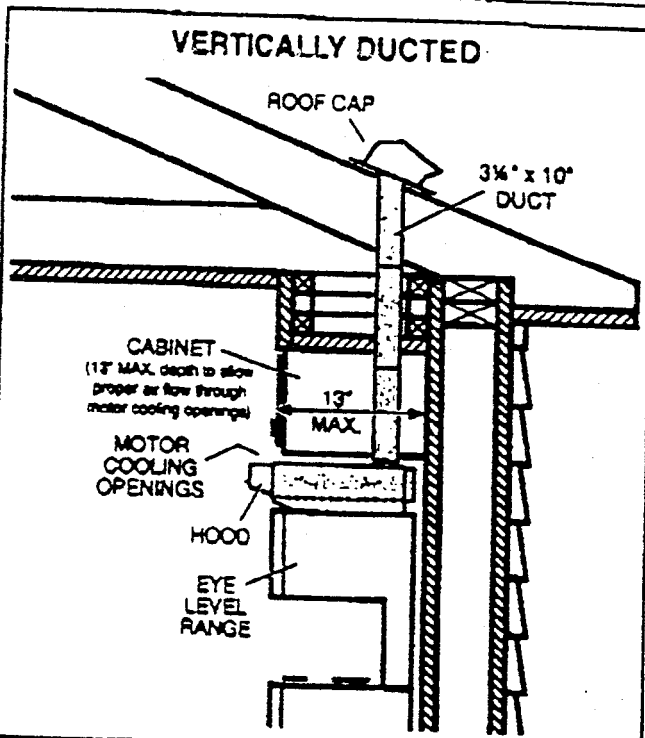 VERTICALLY DUCTED
ROOF CAP
3¼" x 10"
DUCT
CABINET
(13" MAX. depth to allow
proper air flow through
motor cooling openings)
13"
MAX.
MOTOR
COOLING
OPENINGS
HOOD
EYE
LEVEL
RANGE